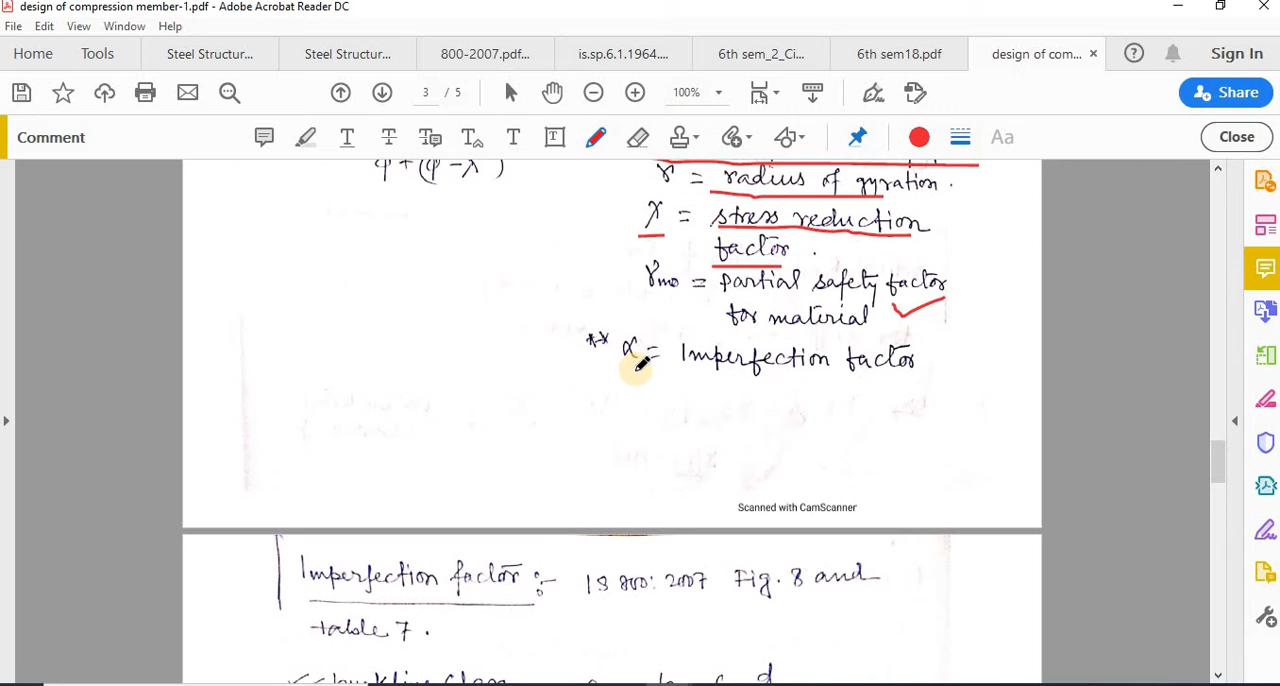 design of compression member-1.pdf - Adobe Acrobat Reader DC
File Edit View Window Help
Home Tools Steel Structur... Steel Structur... 800-2007.pdf... is.sp.6.1.1964.... 6th sem_2_Ci... 6th sem18.pdf design of com... × Sign In
3 / 5 100% Share
Comment Aa Close
φ + (φ² - λ²)
r = radius of gyration.
χ = stress reduction
factor.
γmo = partial safety factor
for material
** α = Imperfection factor
Scanned with CamScanner
Imperfection factor :- IS 800:2007 Fig. 8 and
table 7.